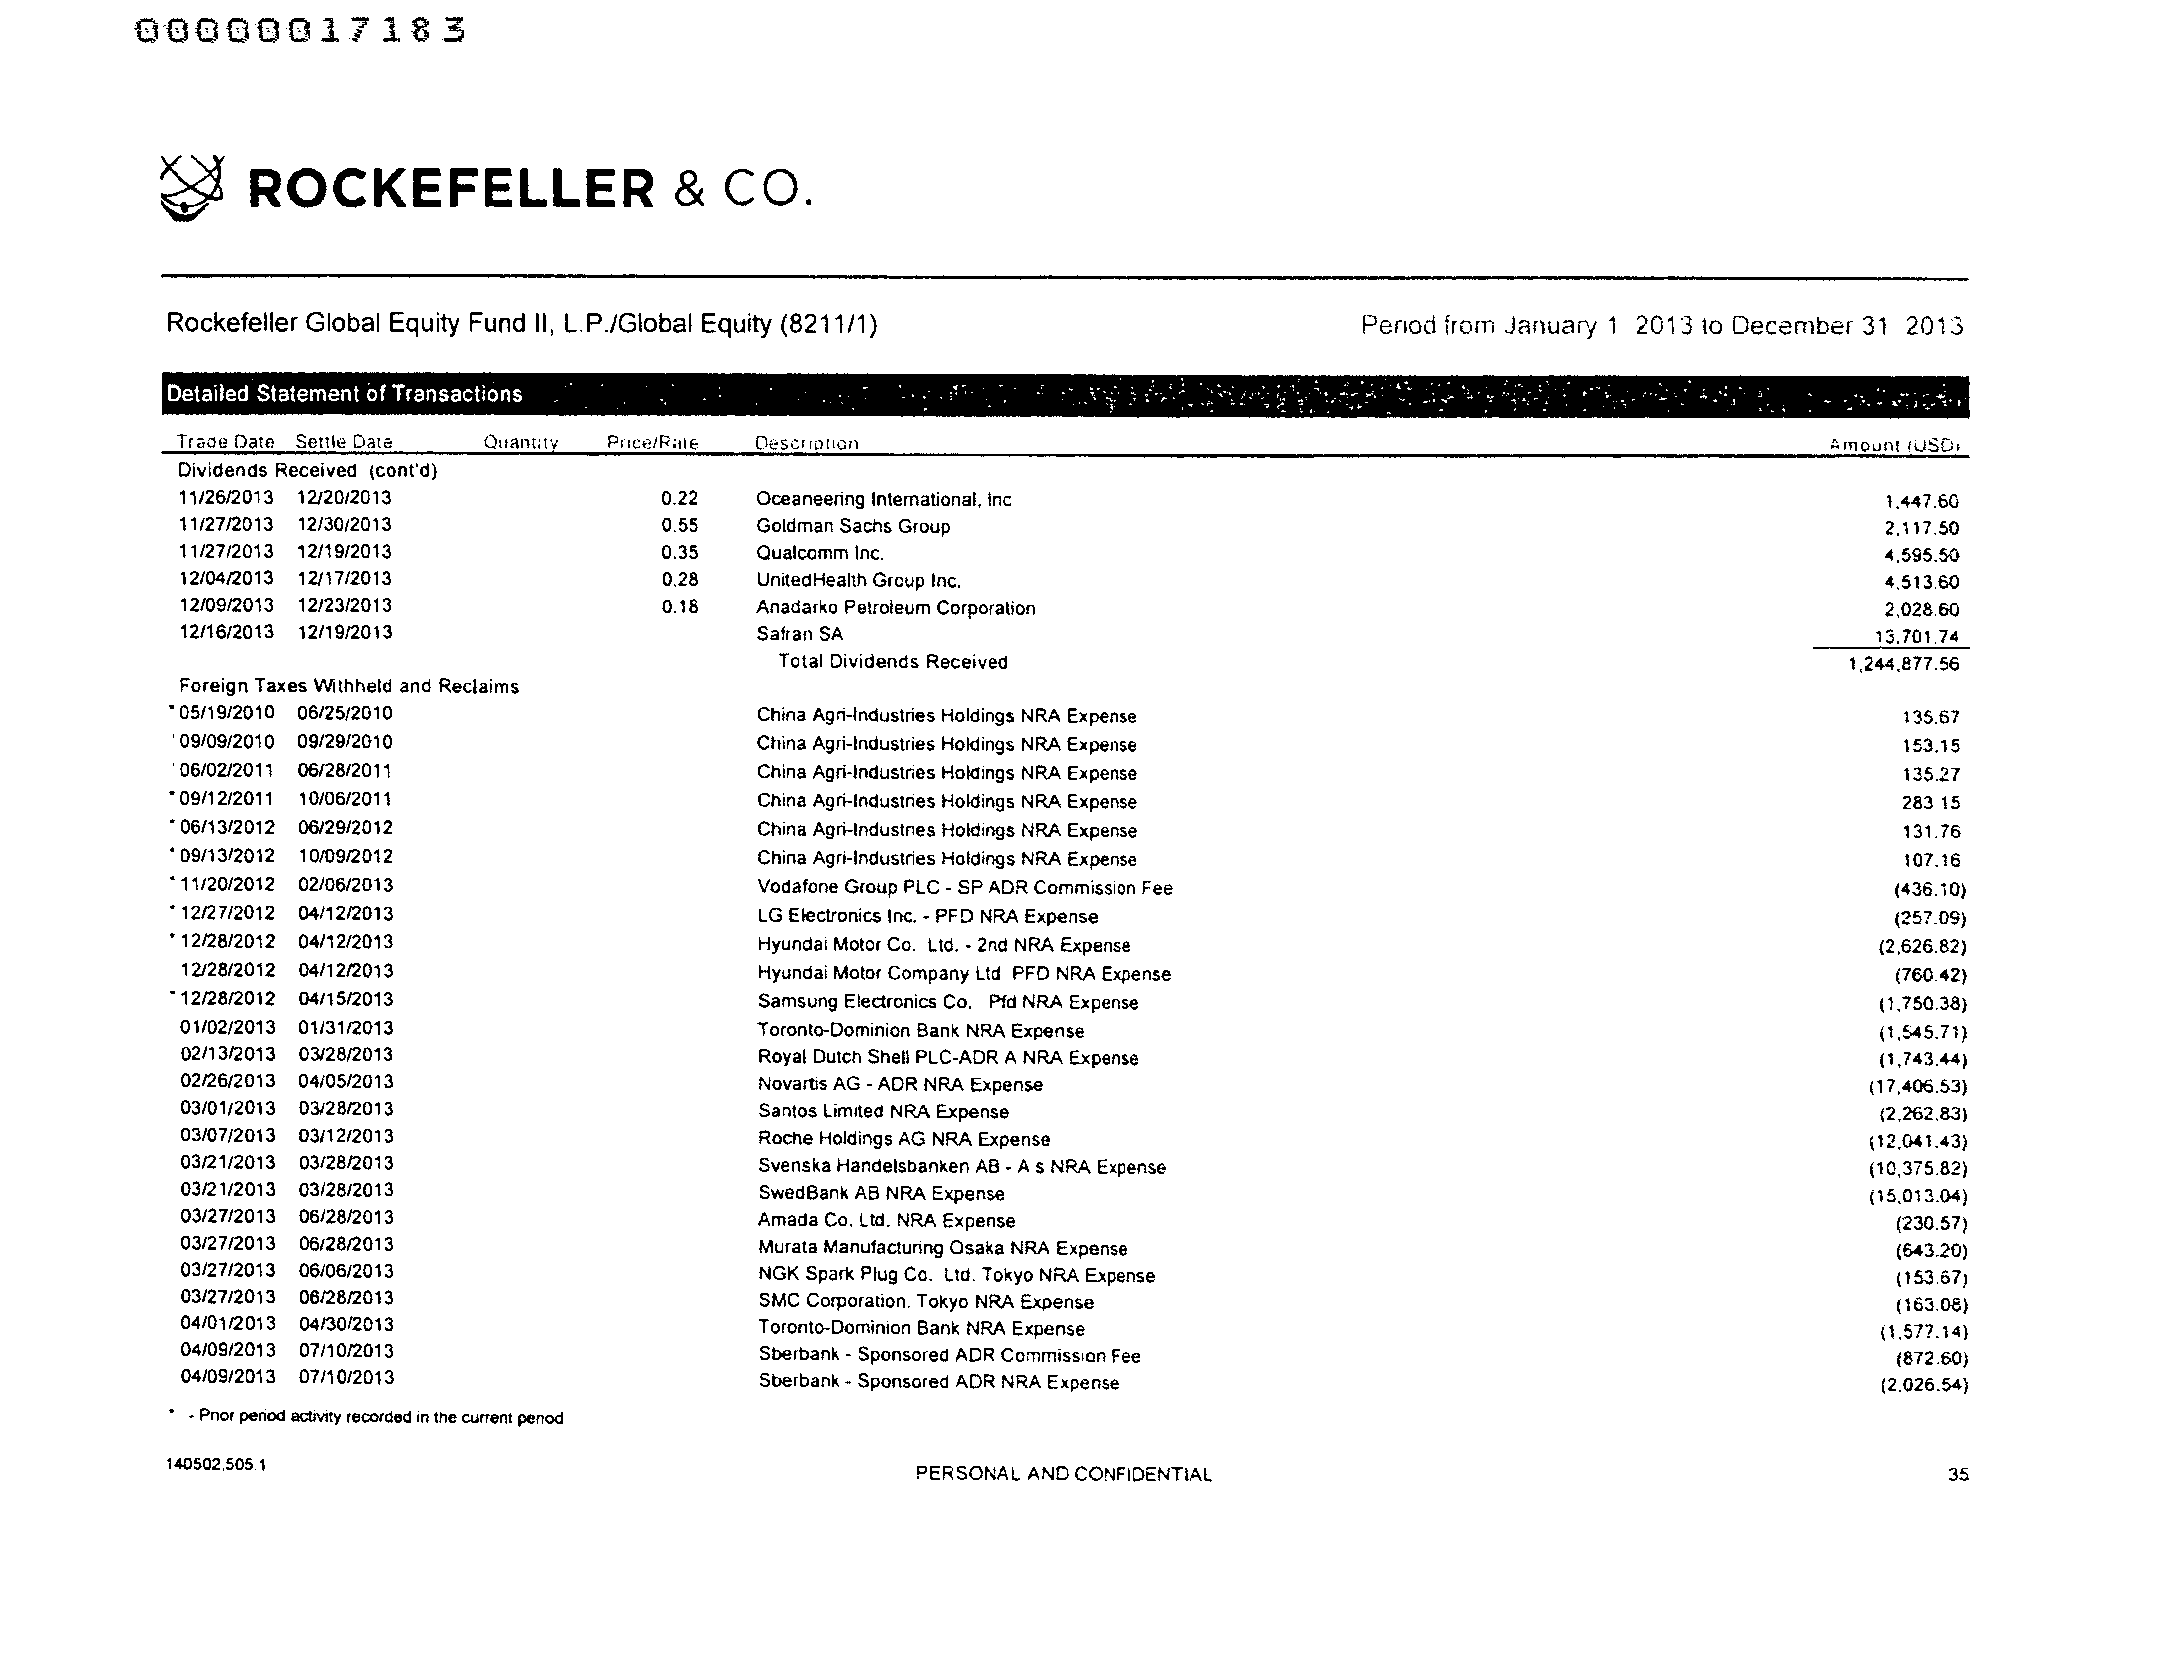 00000017183
ROCKEFELLER & CO.
Rockefeller Global Equity Fund II, L.P./Global Equity (8211/1) Period from January 1 2013 to December 31 2013
Detailed Statement of Transactions
Trade Date Settle Date Quantity Price/Rate Description Amount (USD)
Dividends Received (cont'd)
11/26/2013 12/20/2013 0.22 Oceaneering International, Inc 1,447.60
11/27/2013 12/30/2013 0.55 Goldman Sachs Group 2,117.50
11/27/2013 12/19/2013 0.35 Qualcomm Inc. 4,595.50
12/04/2013 12/17/2013 0.28 UnitedHealth Group Inc. 4,513.60
12/09/2013 12/23/2013 0.18 Anadarko Petroleum Corporation 2,028.60
12/16/2013 12/19/2013 Safran SA 13,701.74
Total Dividends Received 1,244,877.56
Foreign Taxes Withheld and Reclaims
* 05/19/2010 06/25/2010 China Agri-Industries Holdings NRA Expense 135.67
* 09/09/2010 09/29/2010 China Agri-Industries Holdings NRA Expense 153.15
* 06/02/2011 06/28/2011 China Agri-Industries Holdings NRA Expense 135.27
* 09/12/2011 10/06/2011 China Agri-Industries Holdings NRA Expense 283 15
* 06/13/2012 06/29/2012 China Agri-Industries Holdings NRA Expense 131.76
* 09/13/2012 10/09/2012 China Agri-Industries Holdings NRA Expense 107.16
* 11/20/2012 02/06/2013 Vodafone Group PLC - SP ADR Commission Fee (436.10)
* 12/27/2012 04/12/2013 LG Electronics Inc. - PFD NRA Expense (257.09)
* 12/28/2012 04/12/2013 Hyundai Motor Co. Ltd. - 2nd NRA Expense (2,626.82)
12/28/2012 04/12/2013 Hyundai Motor Company Ltd PFD NRA Expense (760.42)
* 12/28/2012 04/15/2013 Samsung Electronics Co. Pfd NRA Expense (1,750.38)
01/02/2013 01/31/2013 Toronto-Dominion Bank NRA Expense (1,545.71)
02/13/2013 03/28/2013 Royal Dutch Shell PLC-ADR A NRA Expense (1,743.44)
02/26/2013 04/05/2013 Novartis AG - ADR NRA Expense (17,406.53)
03/01/2013 03/28/2013 Santos Limited NRA Expense (2,262.83)
03/07/2013 03/12/2013 Roche Holdings AG NRA Expense (12,041.43)
03/21/2013 03/28/2013 Svenska Handelsbanken AB - A s NRA Expense (10,375.82)
03/21/2013 03/28/2013 SwedBank AB NRA Expense (15,013.04)
03/27/2013 06/28/2013 Amada Co. Ltd. NRA Expense (230.57)
03/27/2013 06/28/2013 Murata Manufacturing Osaka NRA Expense (643.20)
03/27/2013 06/06/2013 NGK Spark Plug Co. Ltd. Tokyo NRA Expense (153.67)
03/27/2013 06/28/2013 SMC Corporation. Tokyo NRA Expense (163.08)
04/01/2013 04/30/2013 Toronto-Dominion Bank NRA Expense (1,577.14)
04/09/2013 07/10/2013 Sberbank - Sponsored ADR Commission Fee (872.60)
04/09/2013 07/10/2013 Sberbank - Sponsored ADR NRA Expense (2,026.54)
* - Prior period activity recorded in the current period
140502.505.1 PERSONAL AND CONFIDENTIAL 35